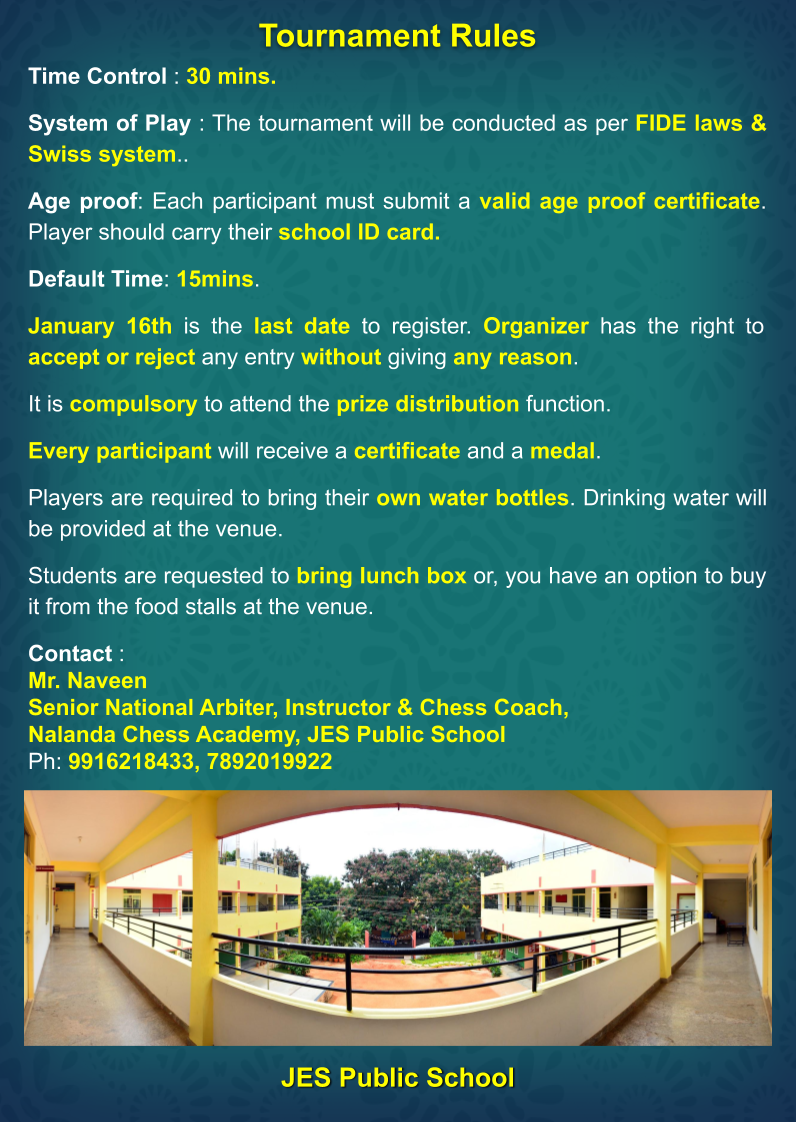 Tournament Rules
Time Control : 30 mins.
System of Play : The tournament will be conducted as per FIDE laws &
Swiss system..
Age proof: Each participant must submit a valid age proof certificate.
Player should carry their school ID card.
Default Time: 15mins.
January 16th is the last date to register. Organizer has the right to
accept or reject any entry without giving any reason.
It is compulsory to attend the prize distribution function.
Every participant will receive a certificate and a medal.
Players are required to bring their own water bottles. Drinking water will
be provided at the venue.
Students are requested to bring lunch box or, you have an option to buy
it from the food stalls at the venue.
Contact :
Mr. Naveen
Senior National Arbiter, Instructor & Chess Coach,
Nalanda Chess Academy, JES Public School
Ph: 9916218433, 7892019922
JES Public School